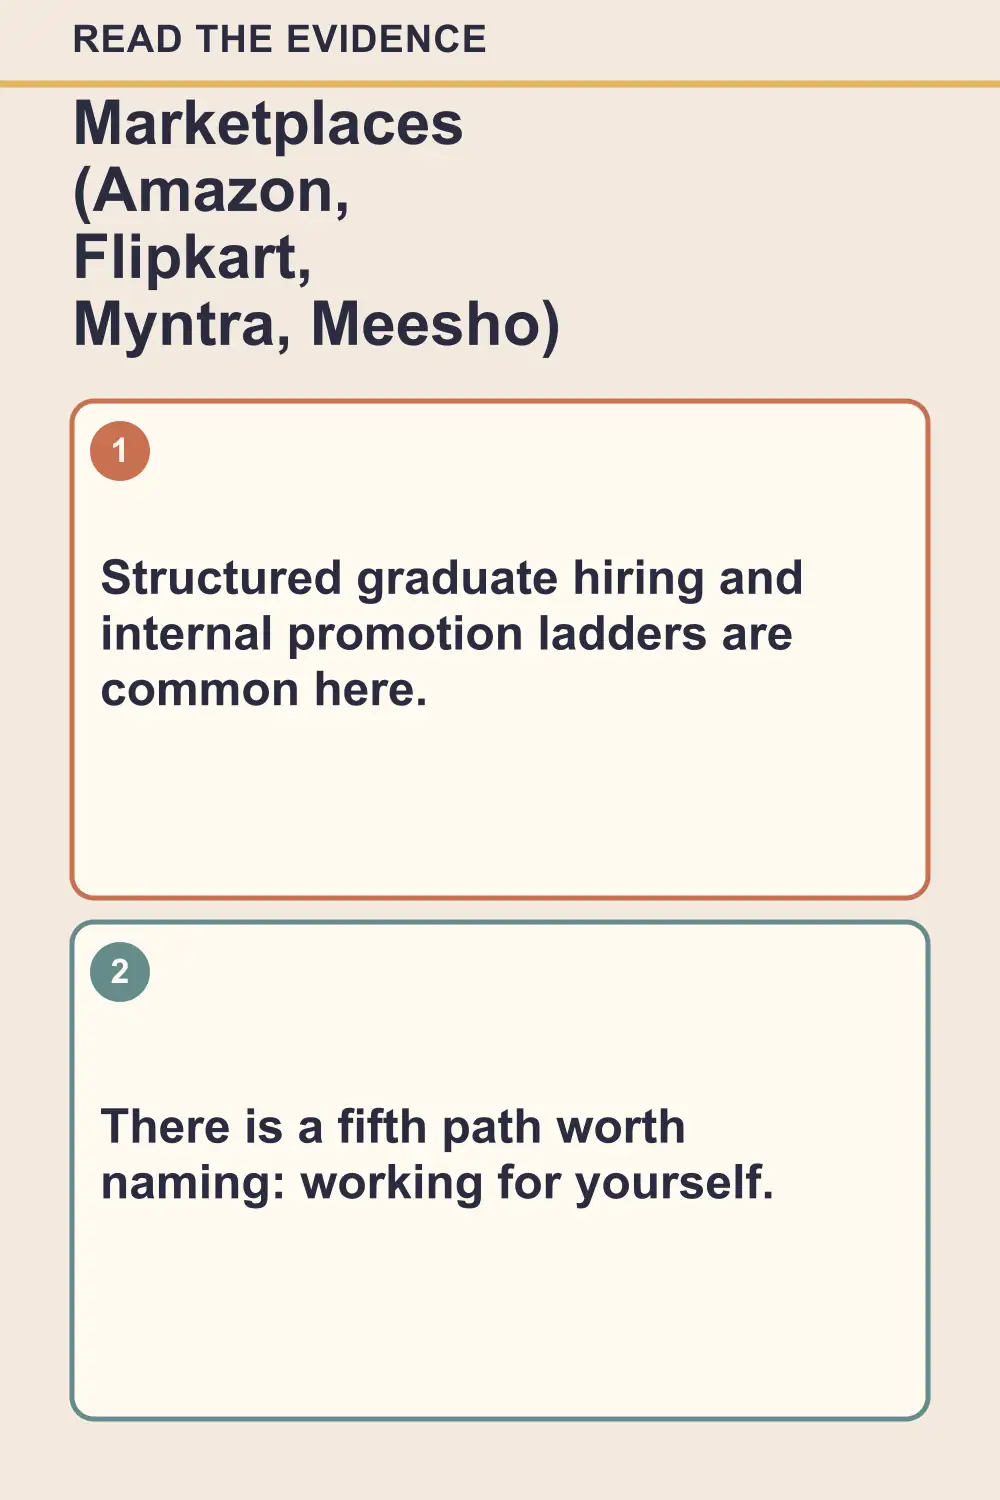 READ THE EVIDENCE
Marketplaces
(Amazon,
Flipkart,
Myntra, Meesho)
1
Structured graduate hiring and
internal promotion ladders are
common here.
2
There is a fifth path worth
naming: working for yourself.